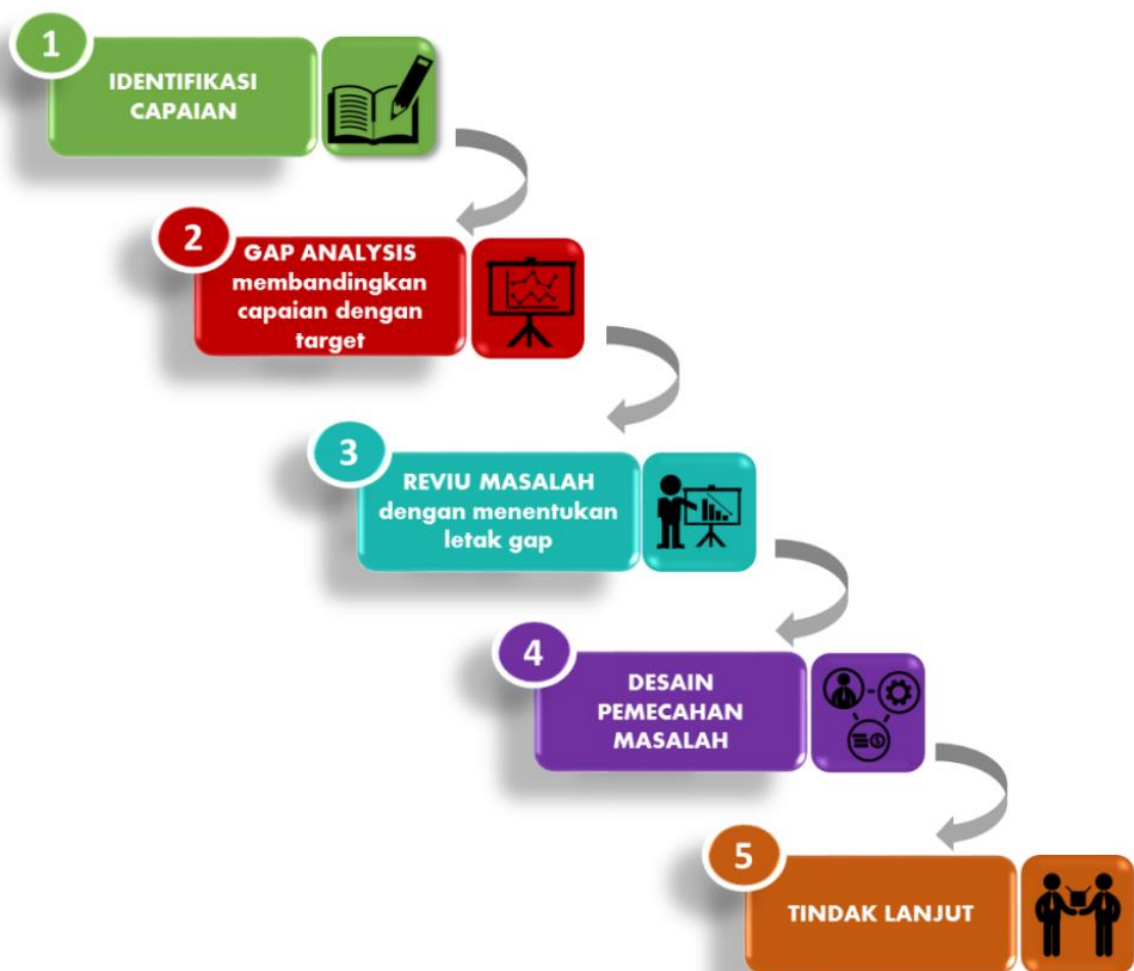 1
IDENTIFIKASI
CAPAIAN
2
GAP ANALYSIS
membandingkan
capaian dengan
target
3
REVIU MASALAH
dengan menentukan
letak gap
4
DESAIN
PEMECAHAN
MASALAH
5
TINDAK LANJUT